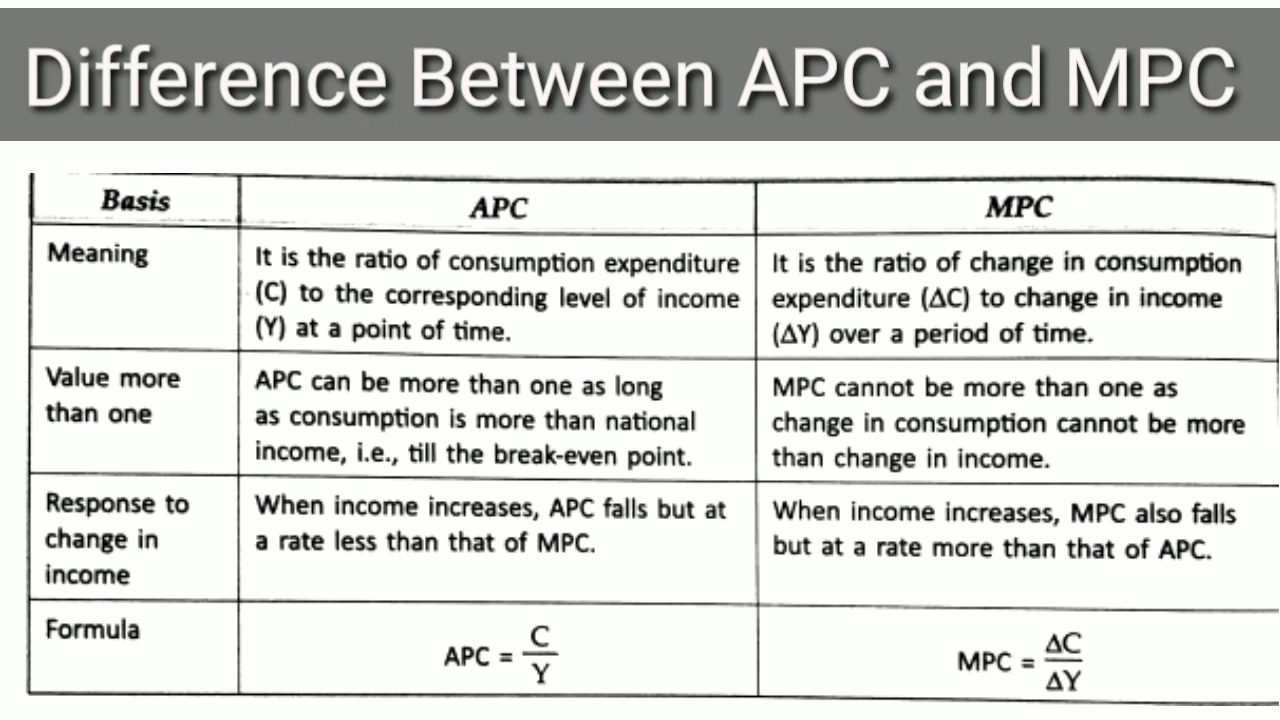 Difference Between APC and MPC
Basis
APC
MPC
Meaning
It is the ratio of consumption expenditure
(C) to the corresponding level of income
(Y) at a point of time.
It is the ratio of change in consumption
expenditure (ΔC) to change in income
(ΔY) over a period of time.
Value more
than one
APC can be more than one as long
as consumption is more than national
income, i.e., till the break-even point.
MPC cannot be more than one as
change in consumption cannot be more
than change in income.
Response to
change in
income
When income increases, APC falls but at
a rate less than that of MPC.
When income increases, MPC also falls
but at a rate more than that of APC.
Formula
APC = C/Y
MPC = ΔC/ΔY